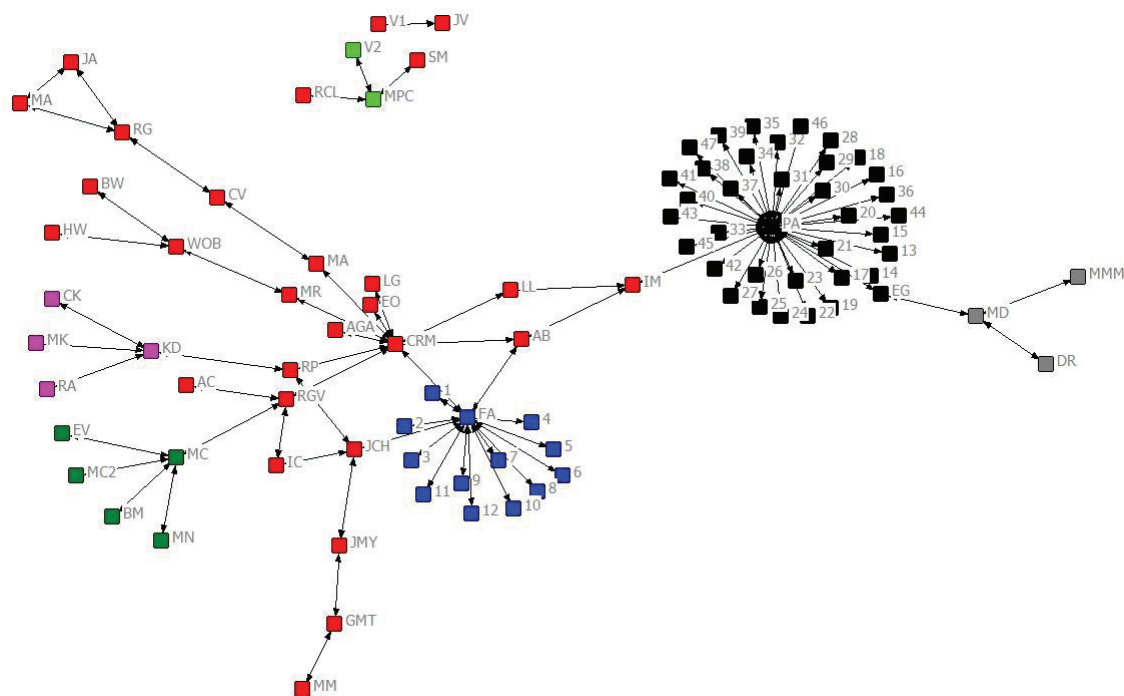 V1
JV
V2
SM
JA
MA
RCL
MPC
RG
35
46
39
32
28
47
34
29
18
38
31
16
BW
41
37
30
36
CV
40
20
44
HW
43
PA
15
WOB
33
21
13
45
MA
42
26
23
17
14
LG
LL
IM
MMM
CK
MR
EO
27
25
24
22
19
EG
MD
AGA
CRM
AB
MK
KD
RP
DR
RA
AC
RGV
1
FA
4
2
EV
MC
JCH
5
3
7
MC2
IC
6
9
8
11
BM
12
10
MN
JMY
GMT
MM